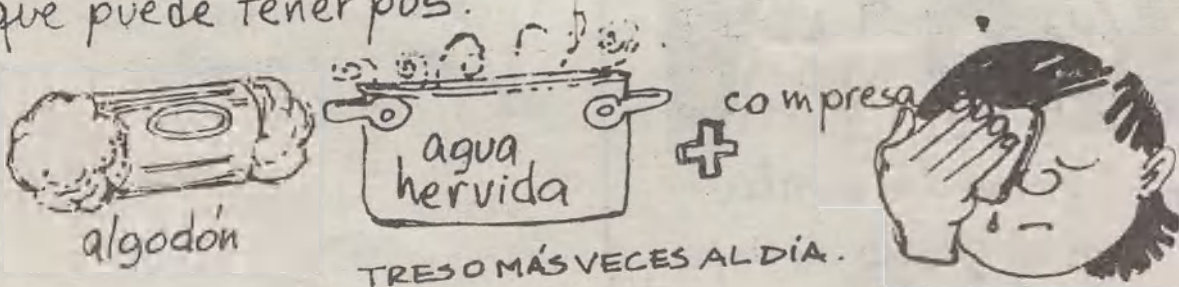 que puede tener pus.
compresa
agua
hervida
algodón
TRES O MÁS VECES AL DÍA.